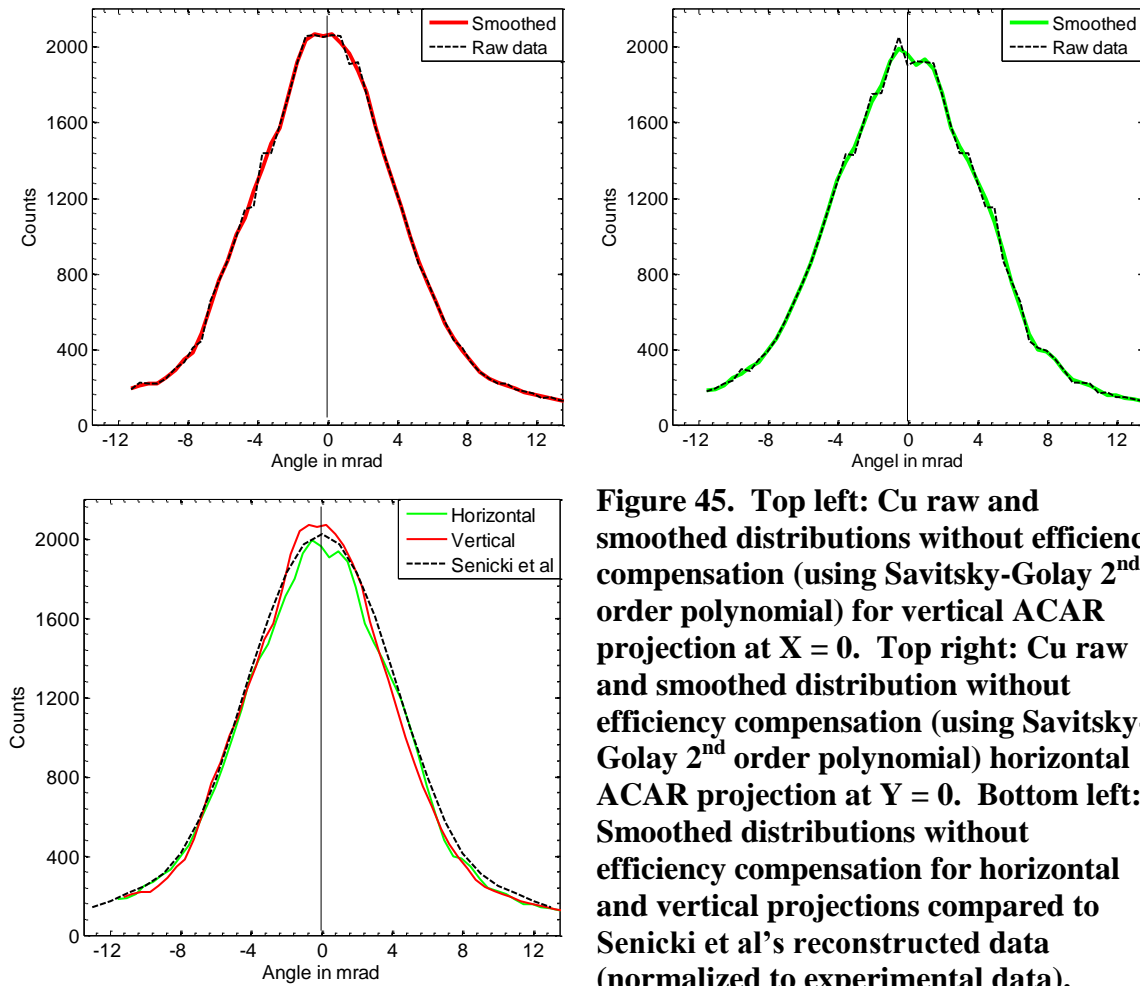 Smoothed
Raw data
2000
1600
1200
800
400
0
Counts
-12 -8 -4 0 4 8 12
Angle in mrad
Smoothed
Raw data
2000
1600
1200
800
400
0
Counts
-12 -8 -4 0 4 8 12
Angel in mrad
Horizontal
Vertical
Senicki et al
2000
1600
1200
800
400
0
Counts
-12 -8 -4 0 4 8 12
Angle in mrad
Figure 45. Top left: Cu raw and
smoothed distributions without efficienc
compensation (using Savitsky-Golay 2nd
order polynomial) for vertical ACAR
projection at X = 0. Top right: Cu raw
and smoothed distribution without
efficiency compensation (using Savitsky-
Golay 2nd order polynomial) horizontal
ACAR projection at Y = 0. Bottom left:
Smoothed distributions without
efficiency compensation for horizontal
and vertical projections compared to
Senicki et al's reconstructed data
(normalized to experimental data).